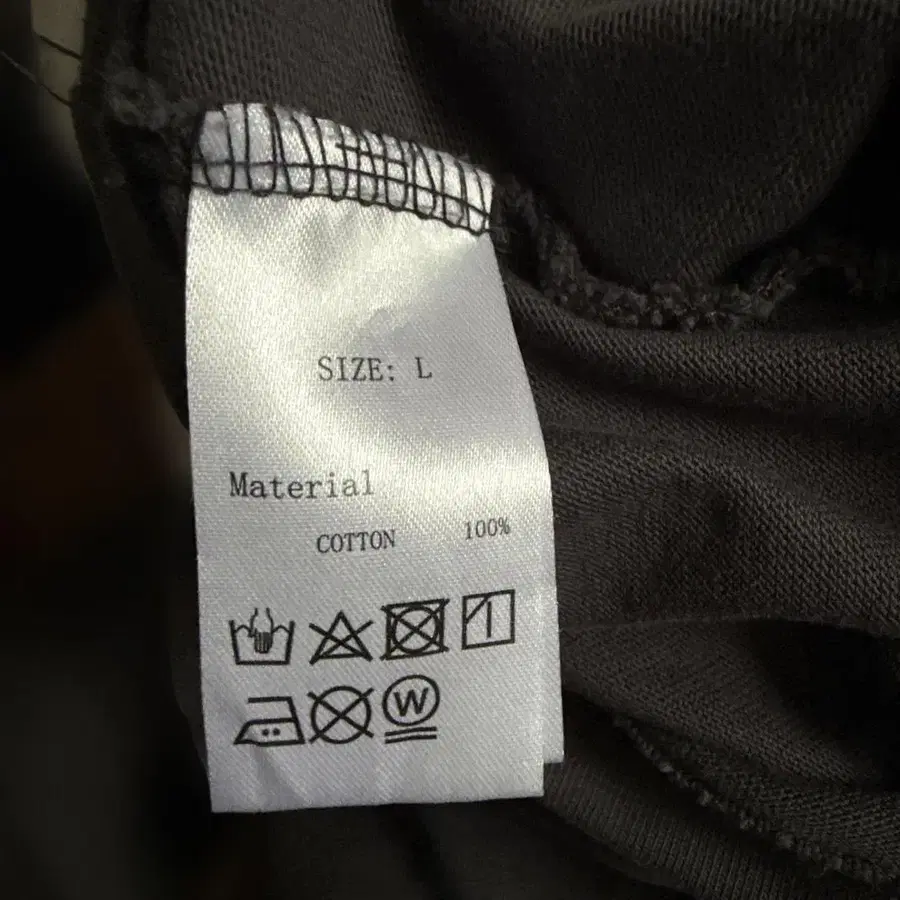 SIZE: L
Material
COTTON 100%
W